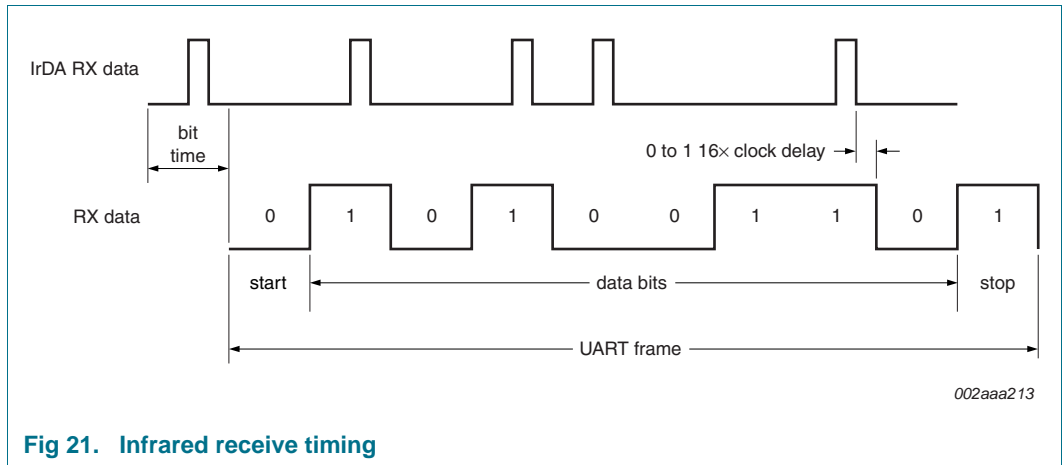 IrDA RX data
bit
time
0 to 1 16× clock delay
RX data
0 1 0 1 0 0 1 1 0 1
start data bits stop
UART frame
002aaa213
Fig 21. Infrared receive timing